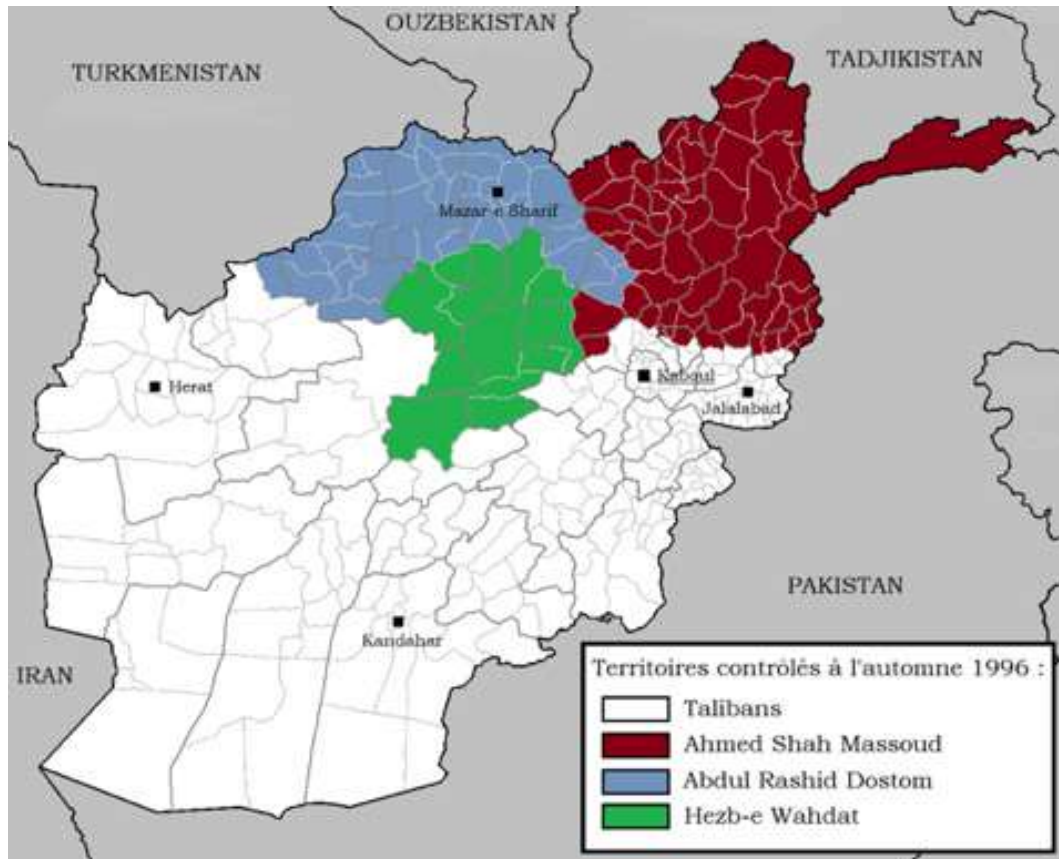 OUZBEKISTAN
TURKMENISTAN
TADJIKISTAN
Mazar-e Sharif
Herat
Kaboul
Jalalabad
PAKISTAN
Kandahar
IRAN
Territoires contrôlés à l'automne 1996 :
Talibans
Ahmed Shah Massoud
Abdul Rashid Dostom
Hezb-e Wahdat